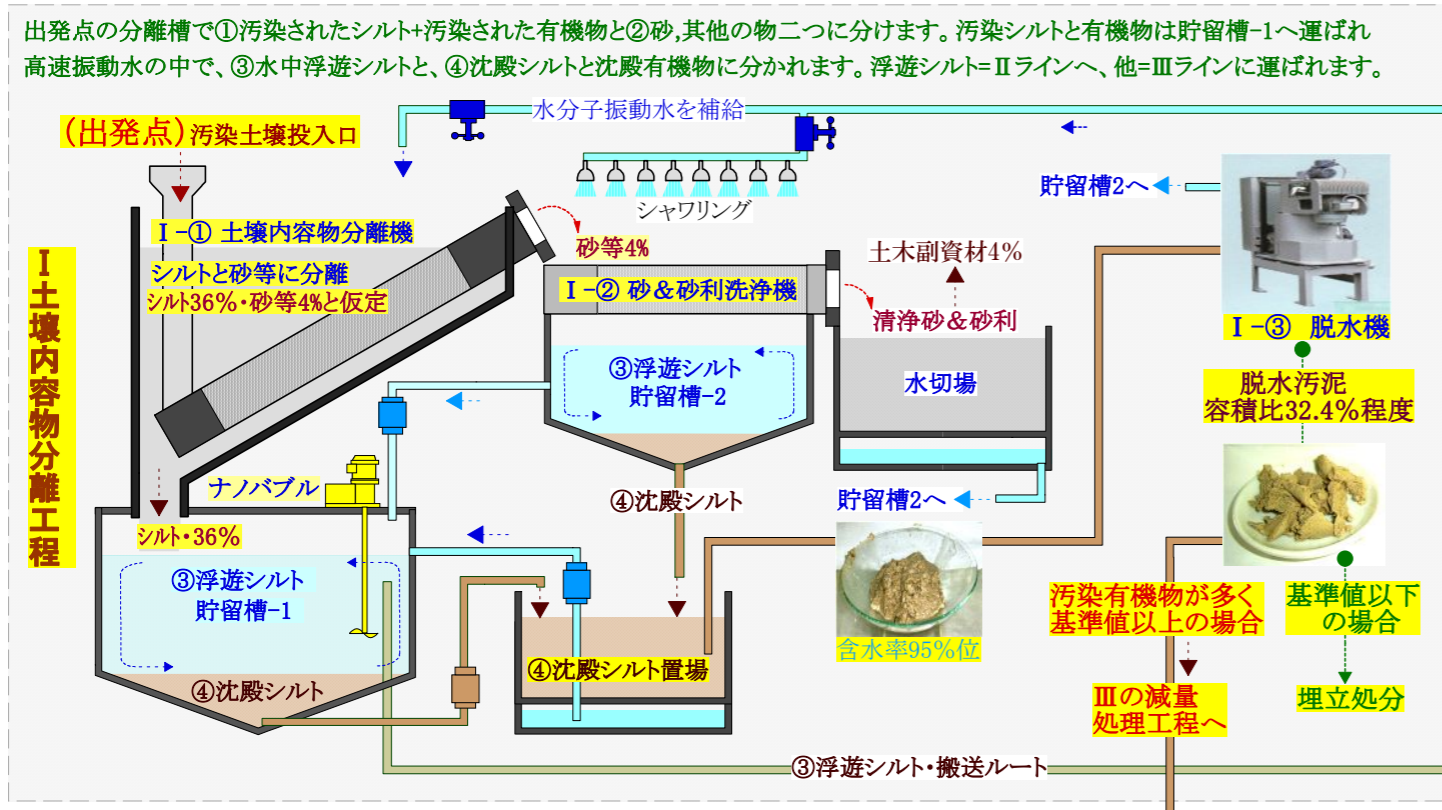 出発点の分離槽で①汚染されたシルト+汚染された有機物と②砂,其他の物二つに分けます。汚染シルトと有機物は貯留槽-1へ運ばれ
高速振動水の中で、③水中浮遊シルトと、④沈殿シルトと沈殿有機物に分かれます。浮遊シルト=Ⅱラインへ、他=Ⅲラインに運ばれます。
水分子振動水を補給
(出発点)汚染土壌投入口
シャワリング
貯留槽2へ
Ⅰ-① 土壌内容物分離機
砂等4%
シルトと砂等に分離
シルト36%・砂等4%と仮定
土木副資材4%
Ⅰ-② 砂&砂利洗浄機
清浄砂&砂利
Ⅰ-③ 脱水機
Ⅰ土壌内容物分離工程
③浮遊シルト
貯留槽-2
水切場
脱水汚泥
容積比32.4%程度
ナノバブル
④沈殿シルト
貯留槽2へ
シルト・36%
③浮遊シルト
貯留槽-1
汚染有機物が多く
基準値以上の場合
基準値以下
の場合
含水率95%位
④沈殿シルト置場
④沈殿シルト
Ⅲの減量
処理工程へ
埋立処分
③浮遊シルト・搬送ルート